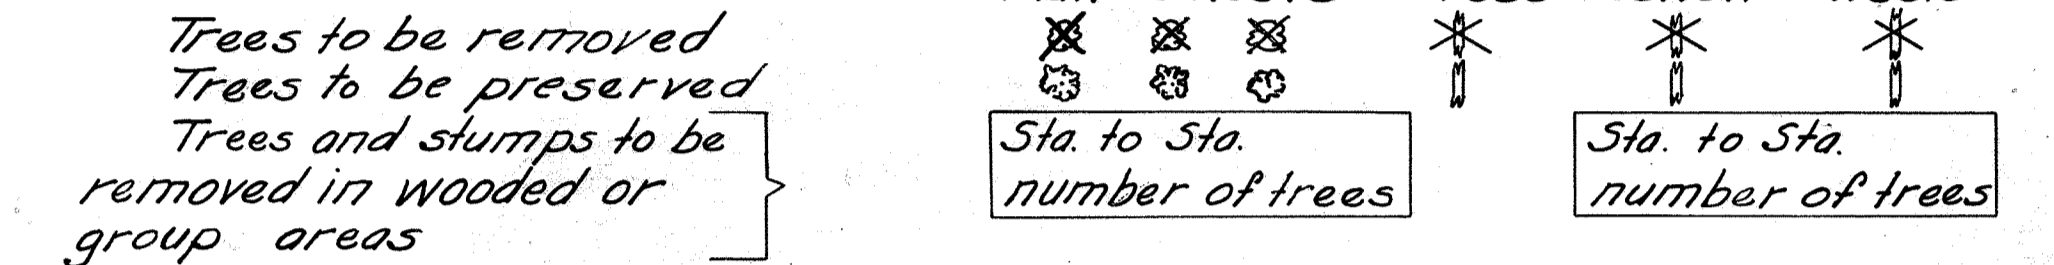 Trees to be removed
Trees to be preserved
Trees and stumps to be
removed in wooded or
group areas
Sta. to Sta.
number of trees
Sta. to Sta.
number of trees